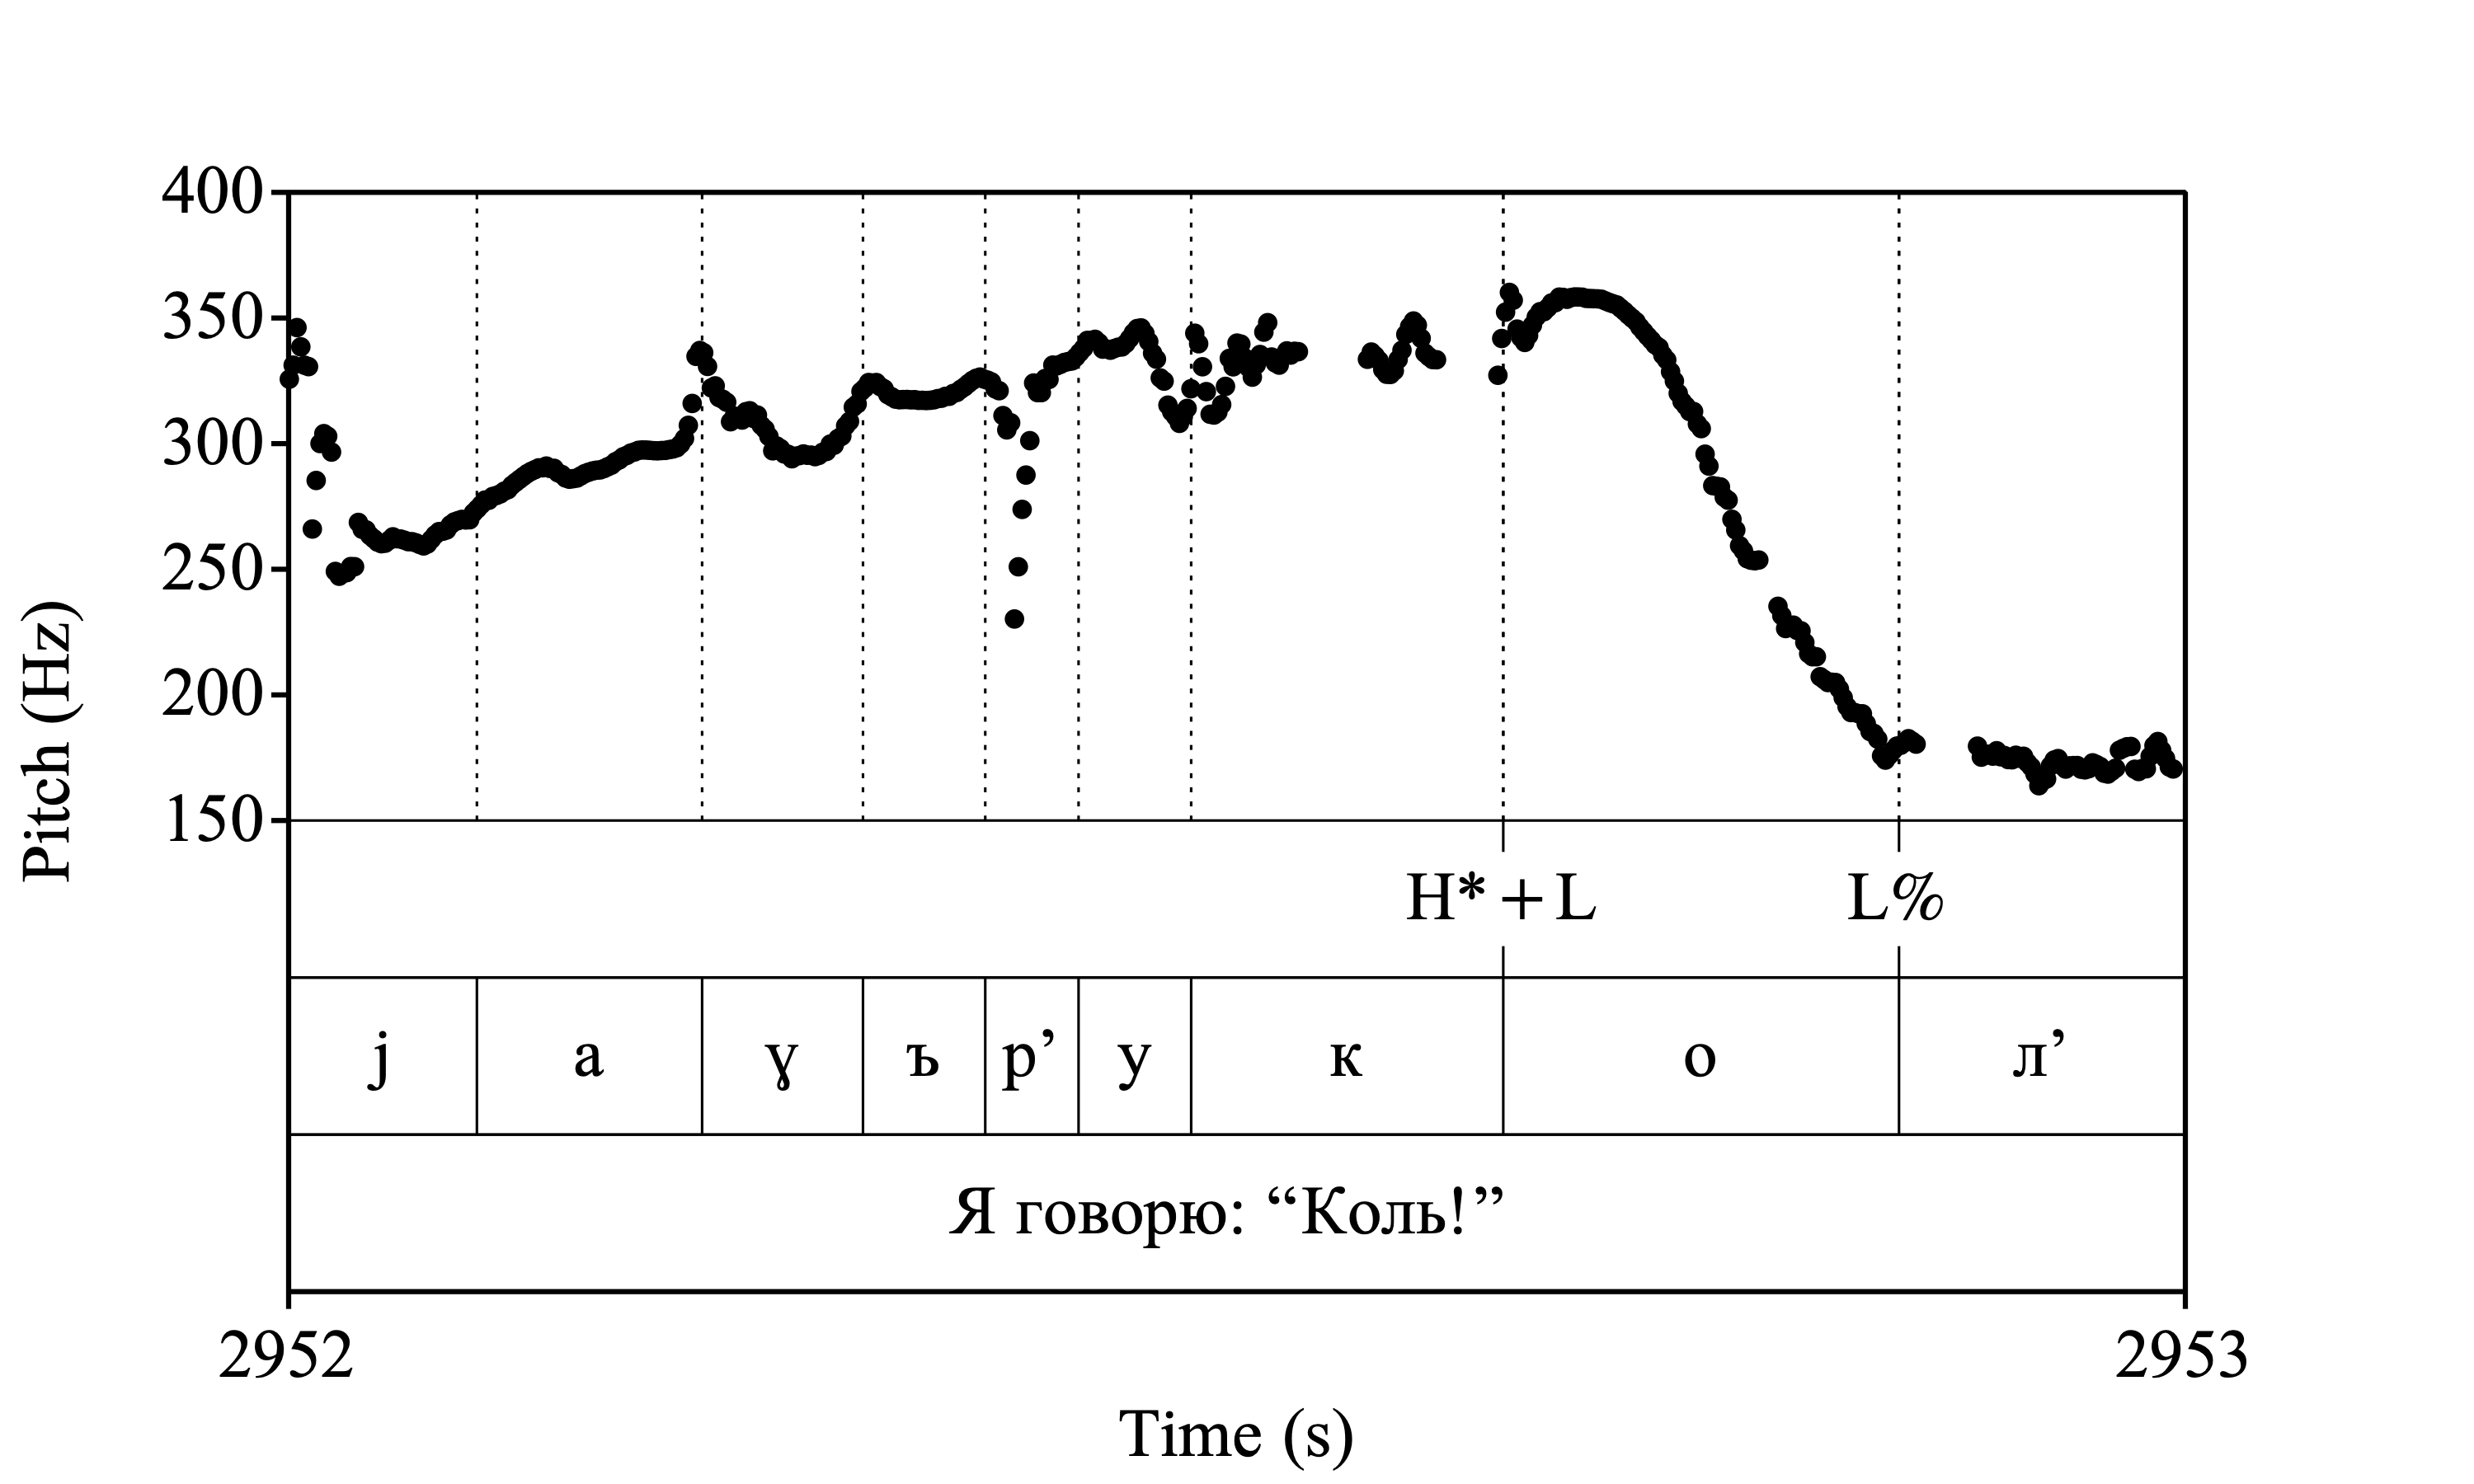 400
350
300
250
200
150
Pitch (Hz)
H*+L L%
j а ɣ ъ р’ у к о л’
Я говорю: “Коль!”
2952 2953
Time (s)